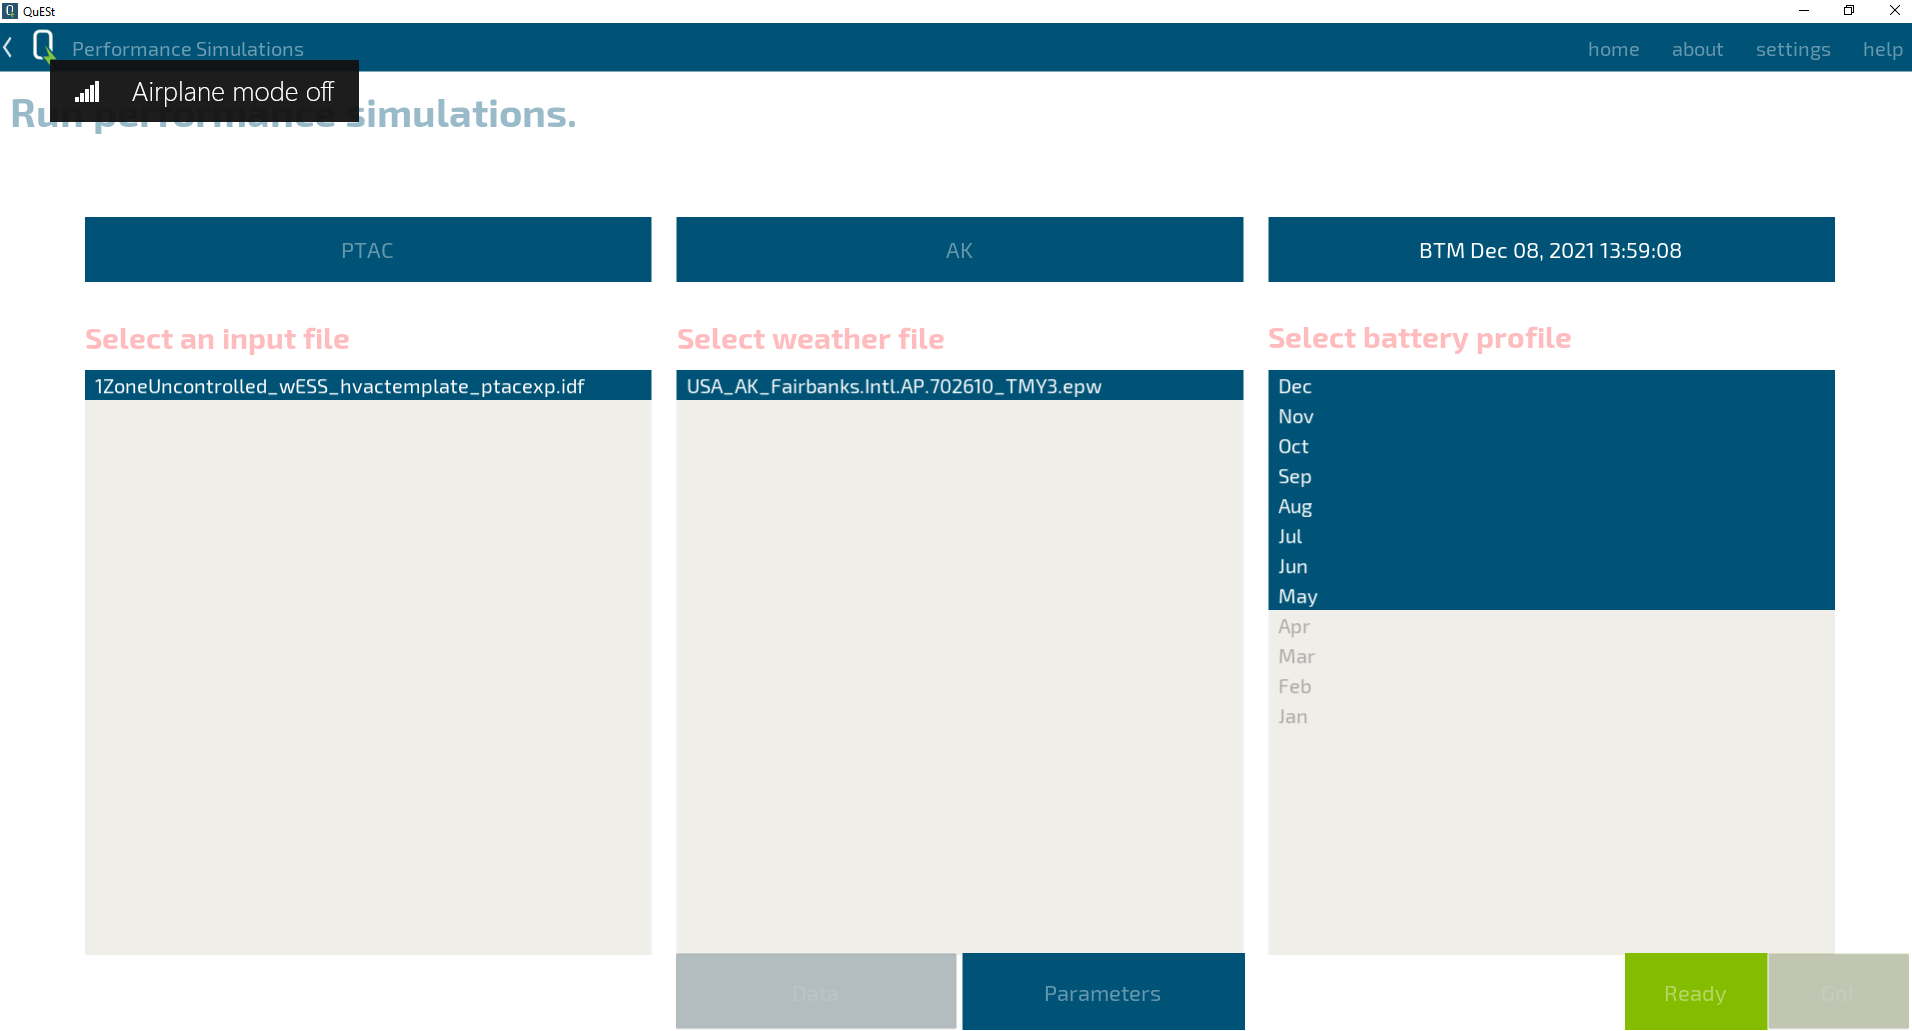 QuESt
Performance Simulations
home
about
settings
help
Airplane mode off
Run performance simulations.
PTAC
AK
BTM Dec 08, 2021 13:59:08
Select an input file
Select weather file
Select battery profile
1ZoneUncontrolled_wESS_hvactemplate_ptacexp.idf
USA_AK_Fairbanks.Intl.AP.702610_TMY3.epw
Dec
Nov
Oct
Sep
Aug
Jul
Jun
May
Apr
Mar
Feb
Jan
Data
Parameters
Ready
Go!